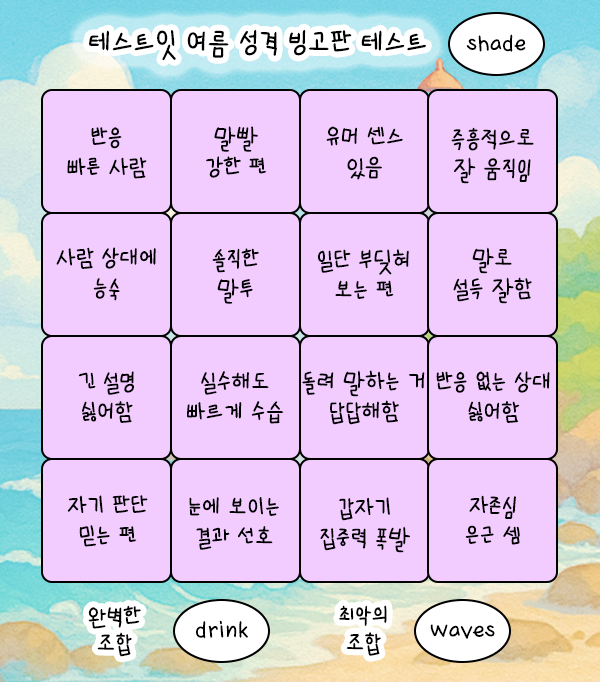 테스트잇 여름 성격 빙고판 테스트
shade
반응
빠른 사람
말빨
강한 편
유머 센스
있음
즉흥적으로
잘 움직임
사람 상대에
능숙
솔직한
말투
일단 부딪혀
보는 편
말로
설득 잘함
긴 설명
싫어함
실수해도
빠르게 수습
돌려 말하는 거
답답해함
반응 없는 상대
싫어함
자기 판단
믿는 편
눈에 보이는
결과 선호
갑자기
집중력 폭발
자존심
은근 셈
완벽한
조합
drink
최악의
조합
waves